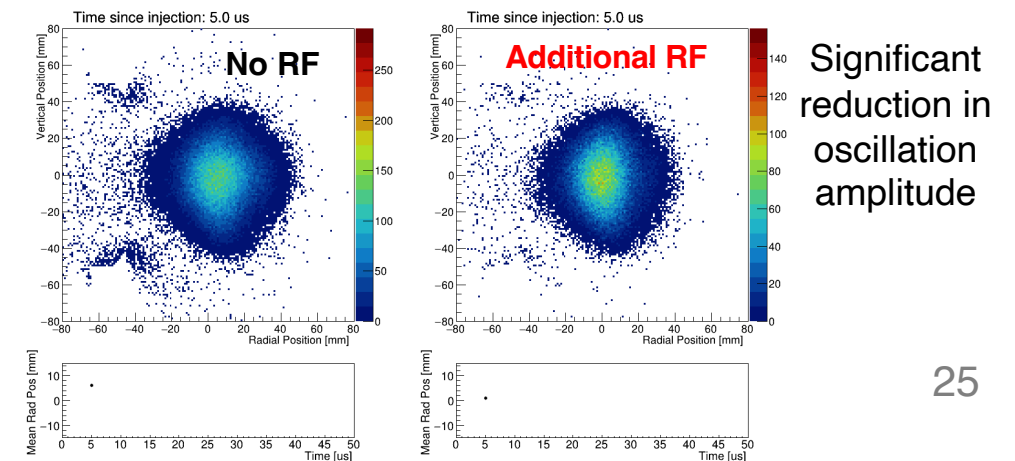 Time since injection: 5.0 us
Vertical Position [mm]
80
60
40
20
0
−20
−40
−60
−80
No RF
250
200
150
100
50
0
−80 −60 −40 −20 0 20 40 60 80
Radial Position [mm]
Time since injection: 5.0 us
Vertical Position [mm]
80
60
40
20
0
−20
−40
−60
−80
Additional RF
140
120
100
80
60
40
20
0
−80 −60 −40 −20 0 20 40 60 80
Radial Position [mm]
Significant
reduction in
oscillation
amplitude
Mean Rad Pos [mm]
10
0
−10
0 5 10 15 20 25 30 35 40 45 50
Time [us]
Mean Rad Pos [mm]
10
0
−10
0 5 10 15 20 25 30 35 40 45 50
Time [us]
25